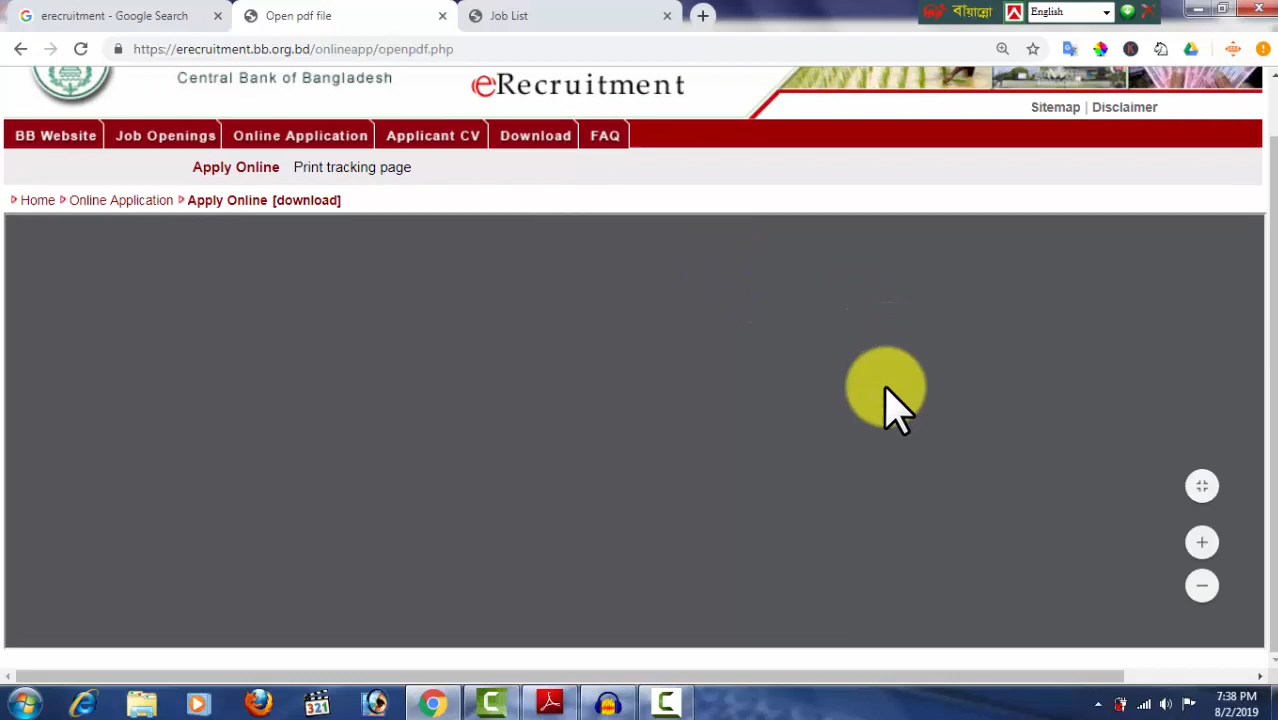 erecruitment - Google Search
Open pdf file
Job List
বাঁয়ান্নো
English
https://erecruitment.bb.org.bd/onlineapp/openpdf.php
K
Central Bank of Bangladesh
eRecruitment
Sitemap | Disclaimer
BB Website
Job Openings
Online Application
Applicant CV
Download
FAQ
Apply Online
Print tracking page
Home
Online Application
Apply Online [download]
321
7:38 PM
8/2/2019